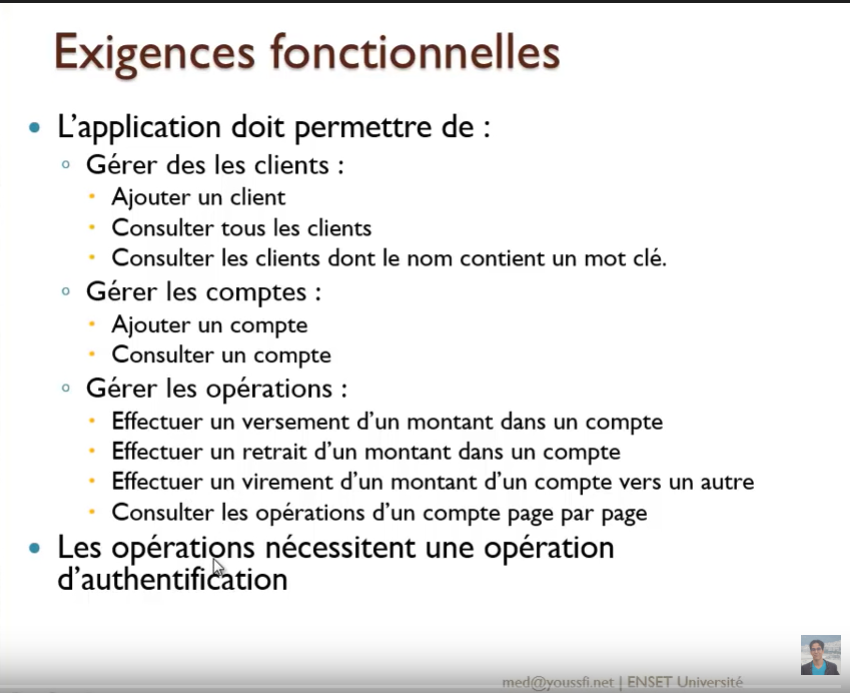 Exigences fonctionnelles
L’application doit permettre de :
Gérer des les clients :
Ajouter un client
Consulter tous les clients
Consulter les clients dont le nom contient un mot clé.
Gérer les comptes :
Ajouter un compte
Consulter un compte
Gérer les opérations :
Effectuer un versement d’un montant dans un compte
Effectuer un retrait d’un montant dans un compte
Effectuer un virement d’un montant d’un compte vers un autre
Consulter les opérations d’un compte page par page
Les opérations nécessitent une opération
d’authentification
med@youssfi.net | ENSET Université